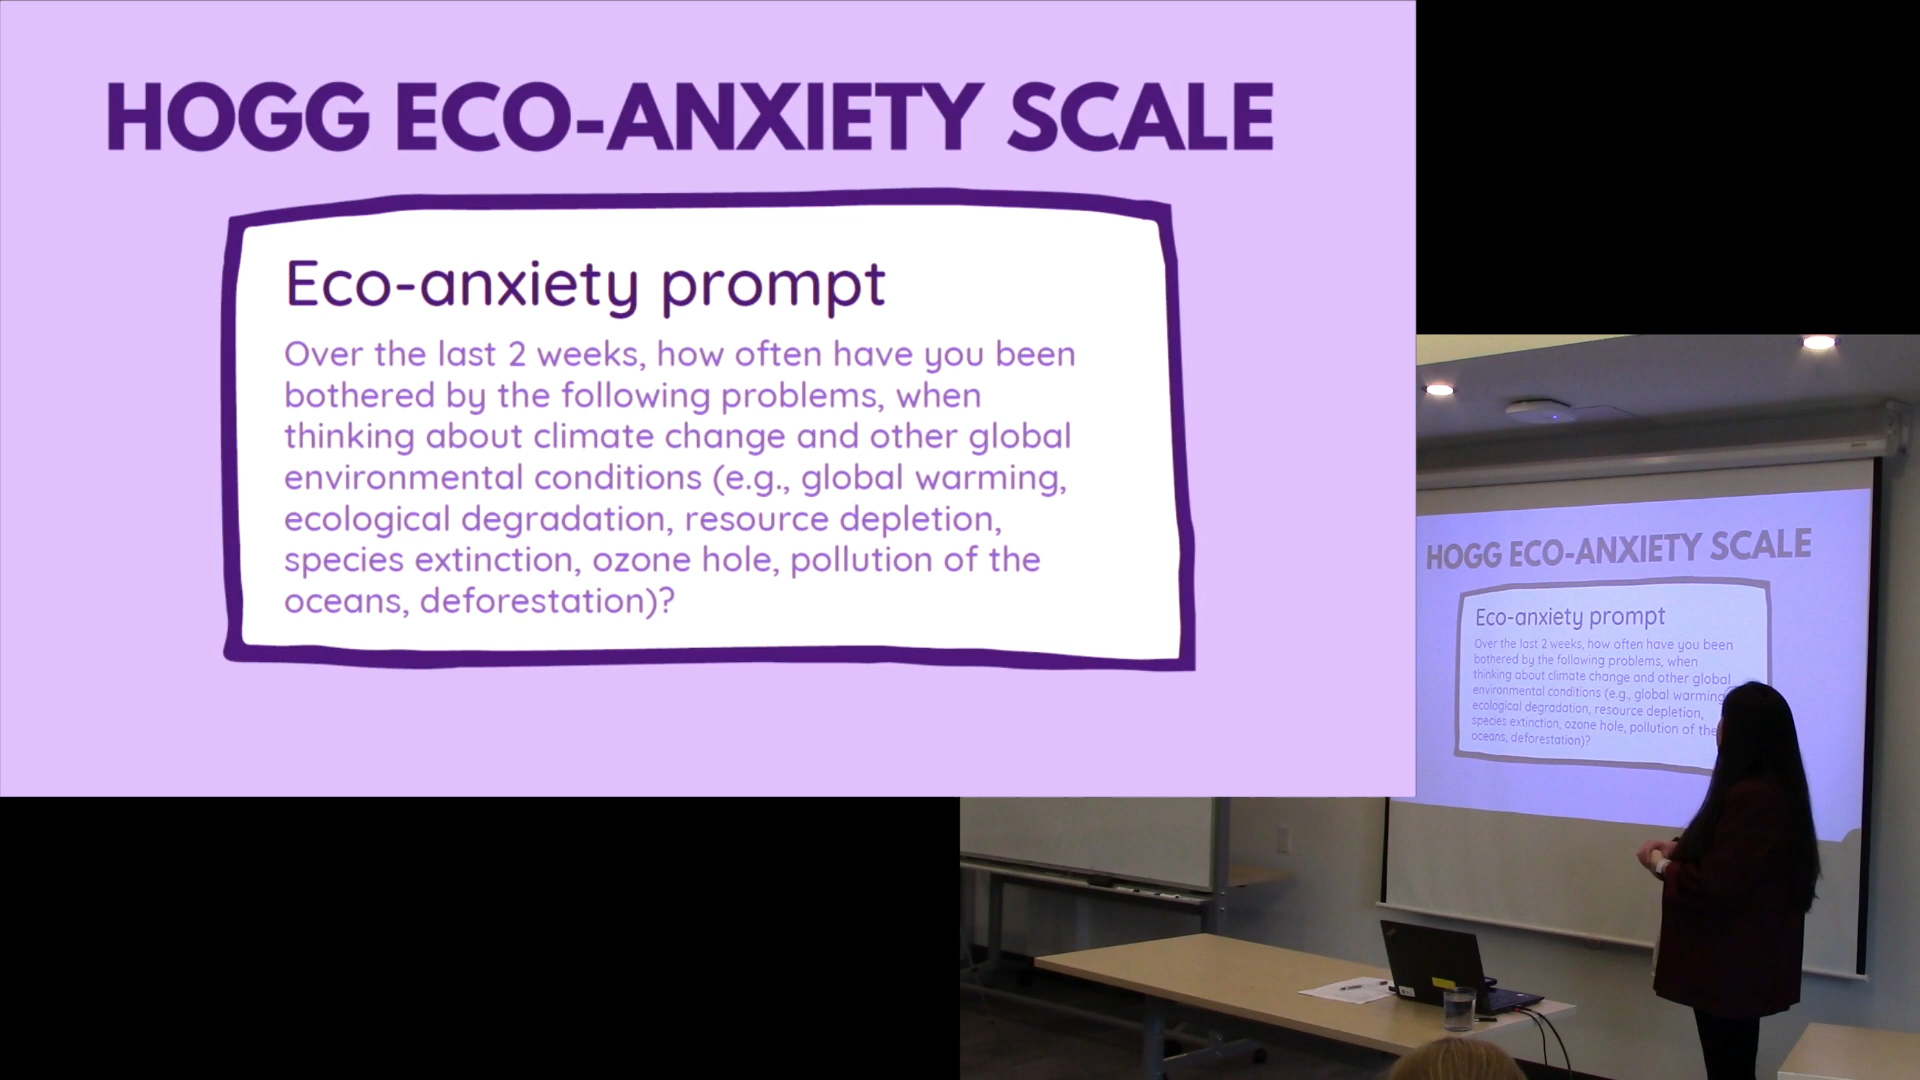 HOGG ECO-ANXIETY SCALE
Eco-anxiety prompt
Over the last 2 weeks, how often have you been
bothered by the following problems, when
thinking about climate change and other global
environmental conditions (e.g., global warming,
ecological degradation, resource depletion,
species extinction, ozone hole, pollution of the
oceans, deforestation)?
HOGG ECO-ANXIETY SCALE
Eco-anxiety prompt
Over the last 2 weeks, how often have you been
bothered by the following problems, when
thinking about climate change and other global
environmental conditions (e.g., global warming
ecological degradation, resource depletion,
species extinction, ozone hole, pollution of the
oceans, deforestation)?